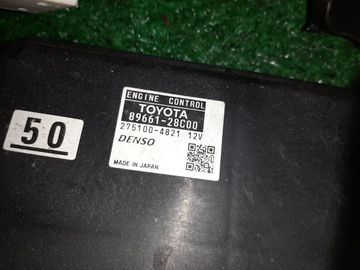 ENGINE CONTROL
TOYOTA
89661-28C00
275100-4821 12V
DENSO
MADE IN JAPAN
50